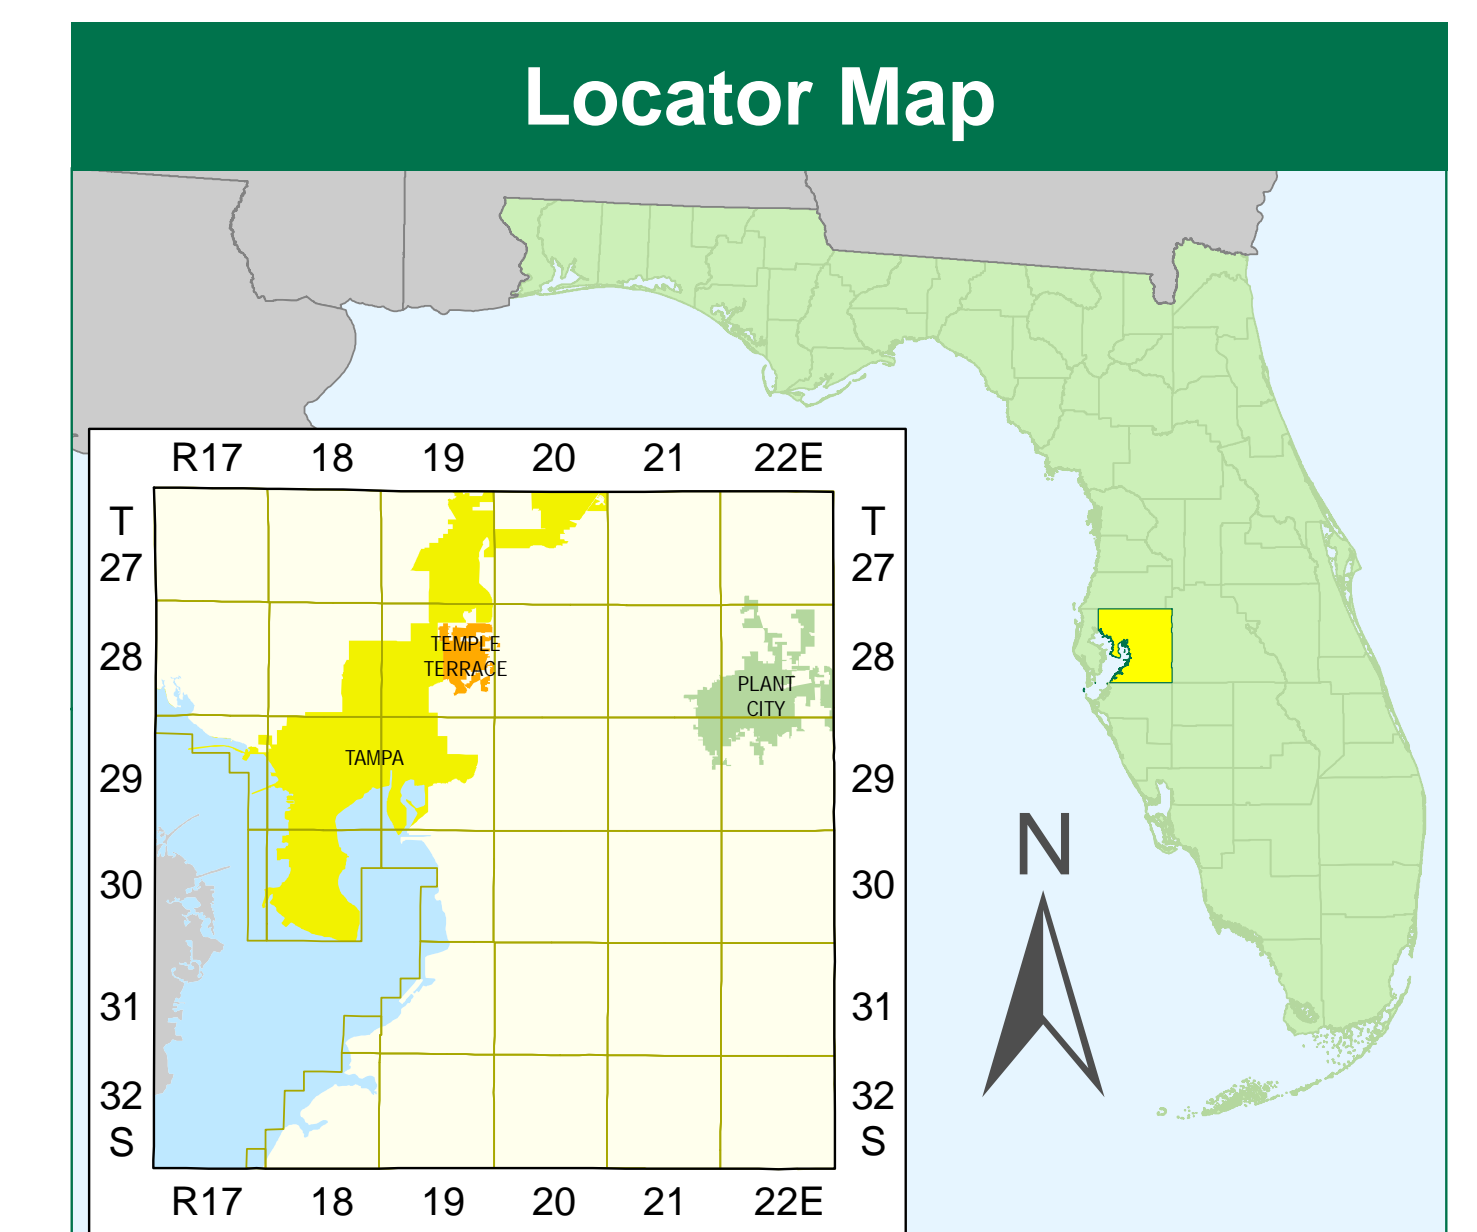 Locator Map
R17 18 19 20 21 22E
T T
27 27
TEMPLE
TERRACE
28 28
PLANT
CITY
TAMPA
29 29
N
30 30
31 31
32 32
S S
R17 18 19 20 21 22E